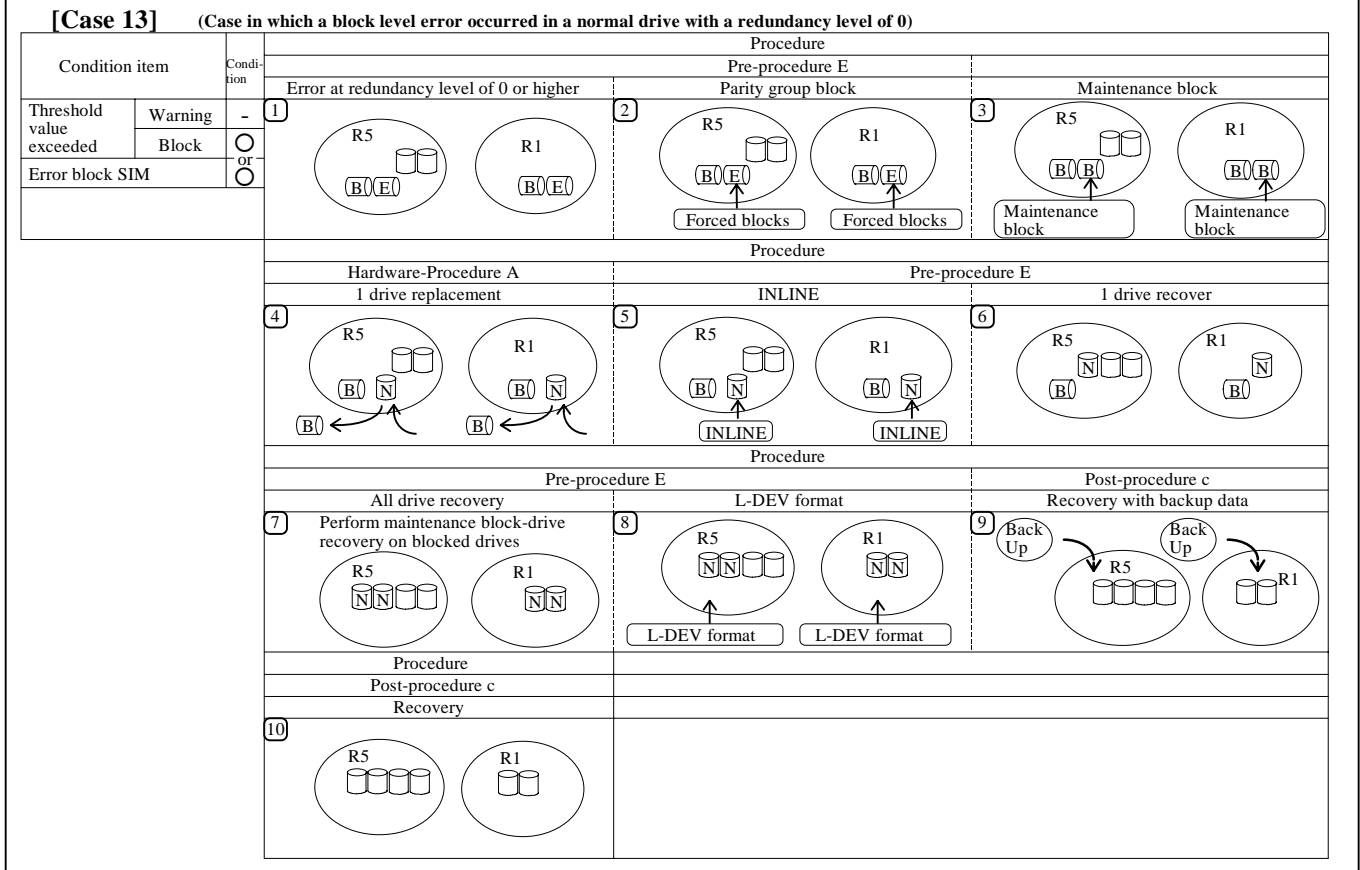 [Case 13] (Case in which a block level error occurred in a normal drive with a redundancy level of 0)
Condition item
Condi-
tion
Procedure
Pre-procedure E
Error at redundancy level of 0 or higher
Parity group block
Maintenance block
Threshold
value
exceeded
Warning
-
Block
○
or
Error block SIM
○
1
R5
B E
R1
B E
2
R5
B E
Forced blocks
R1
B E
Forced blocks
3
R5
B B
Maintenance
block
R1
B B
Maintenance
block
Procedure
Hardware-Procedure A
Pre-procedure E
1 drive replacement
INLINE
1 drive recover
4
R5
B N
B
R1
B N
B
5
R5
B N
INLINE
R1
B N
INLINE
6
R5
N
B
R1
N
B
Procedure
Pre-procedure E
Post-procedure c
All drive recovery
L-DEV format
Recovery with backup data
7
Perform maintenance block-drive
recovery on blocked drives
R5
N N
R1
N N
8
R5
N N
L-DEV format
R1
N N
L-DEV format
9
Back
Up
R5
Back
Up
R1
Procedure
Post-procedure c
Recovery
10
R5
R1